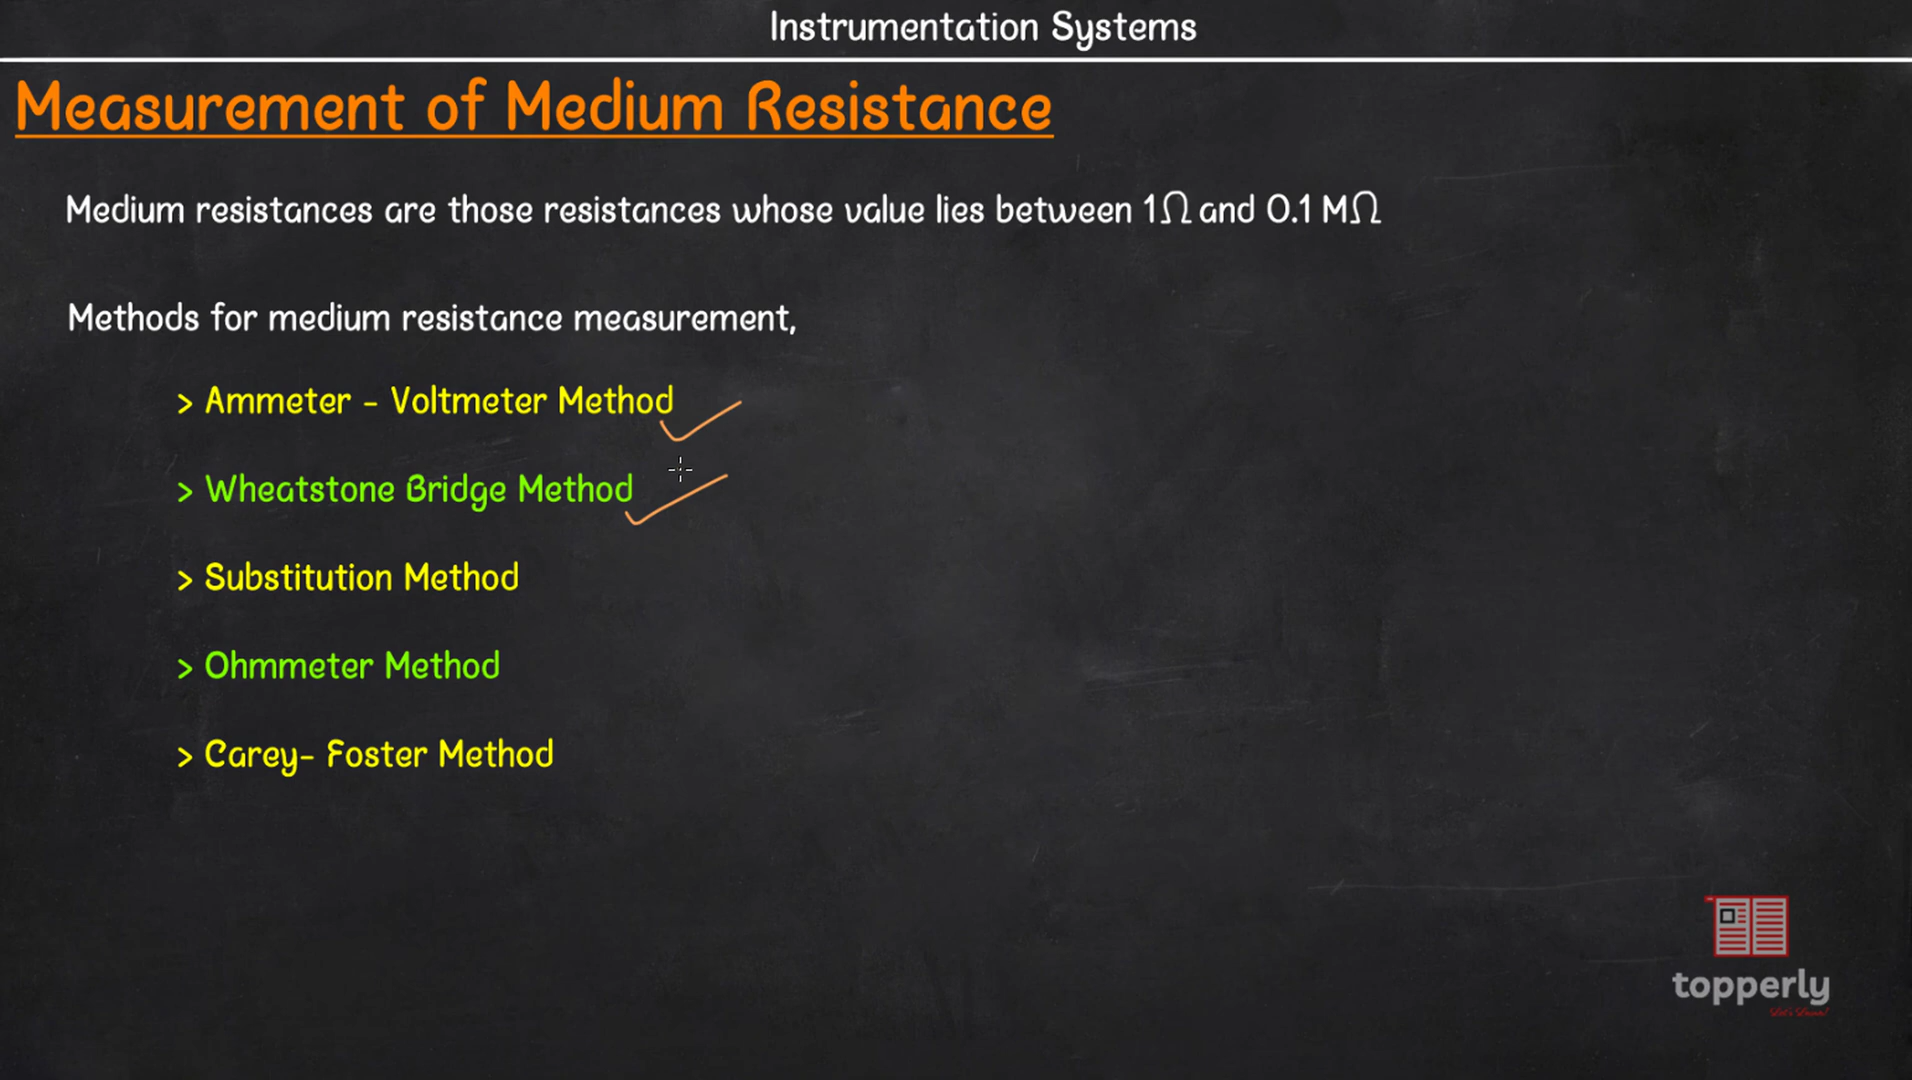 Instrumentation Systems
Measurement of Medium Resistance
Medium resistances are those resistances whose value lies between 1Ω and 0.1 MΩ
Methods for medium resistance measurement,
> Ammeter - Voltmeter Method
> Wheatstone Bridge Method
> Substitution Method
> Ohmmeter Method
> Carey- Foster Method
topperly